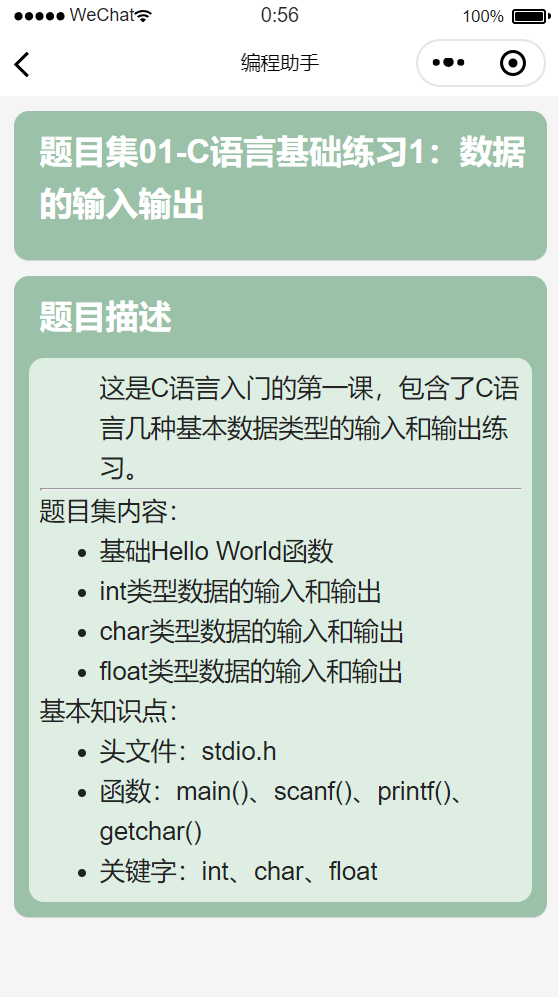 WeChat 0:56 100%
编程助手
题目集01-C语言基础练习1：数据
的输入输出
题目描述
这是C语言入门的第一课，包含了C语
言几种基本数据类型的输入和输出练
习。
题目集内容：
• 基础Hello World函数
• int类型数据的输入和输出
• char类型数据的输入和输出
• float类型数据的输入和输出
基本知识点：
• 头文件：stdio.h
• 函数：main()、scanf()、printf()、
getchar()
• 关键字：int、char、float